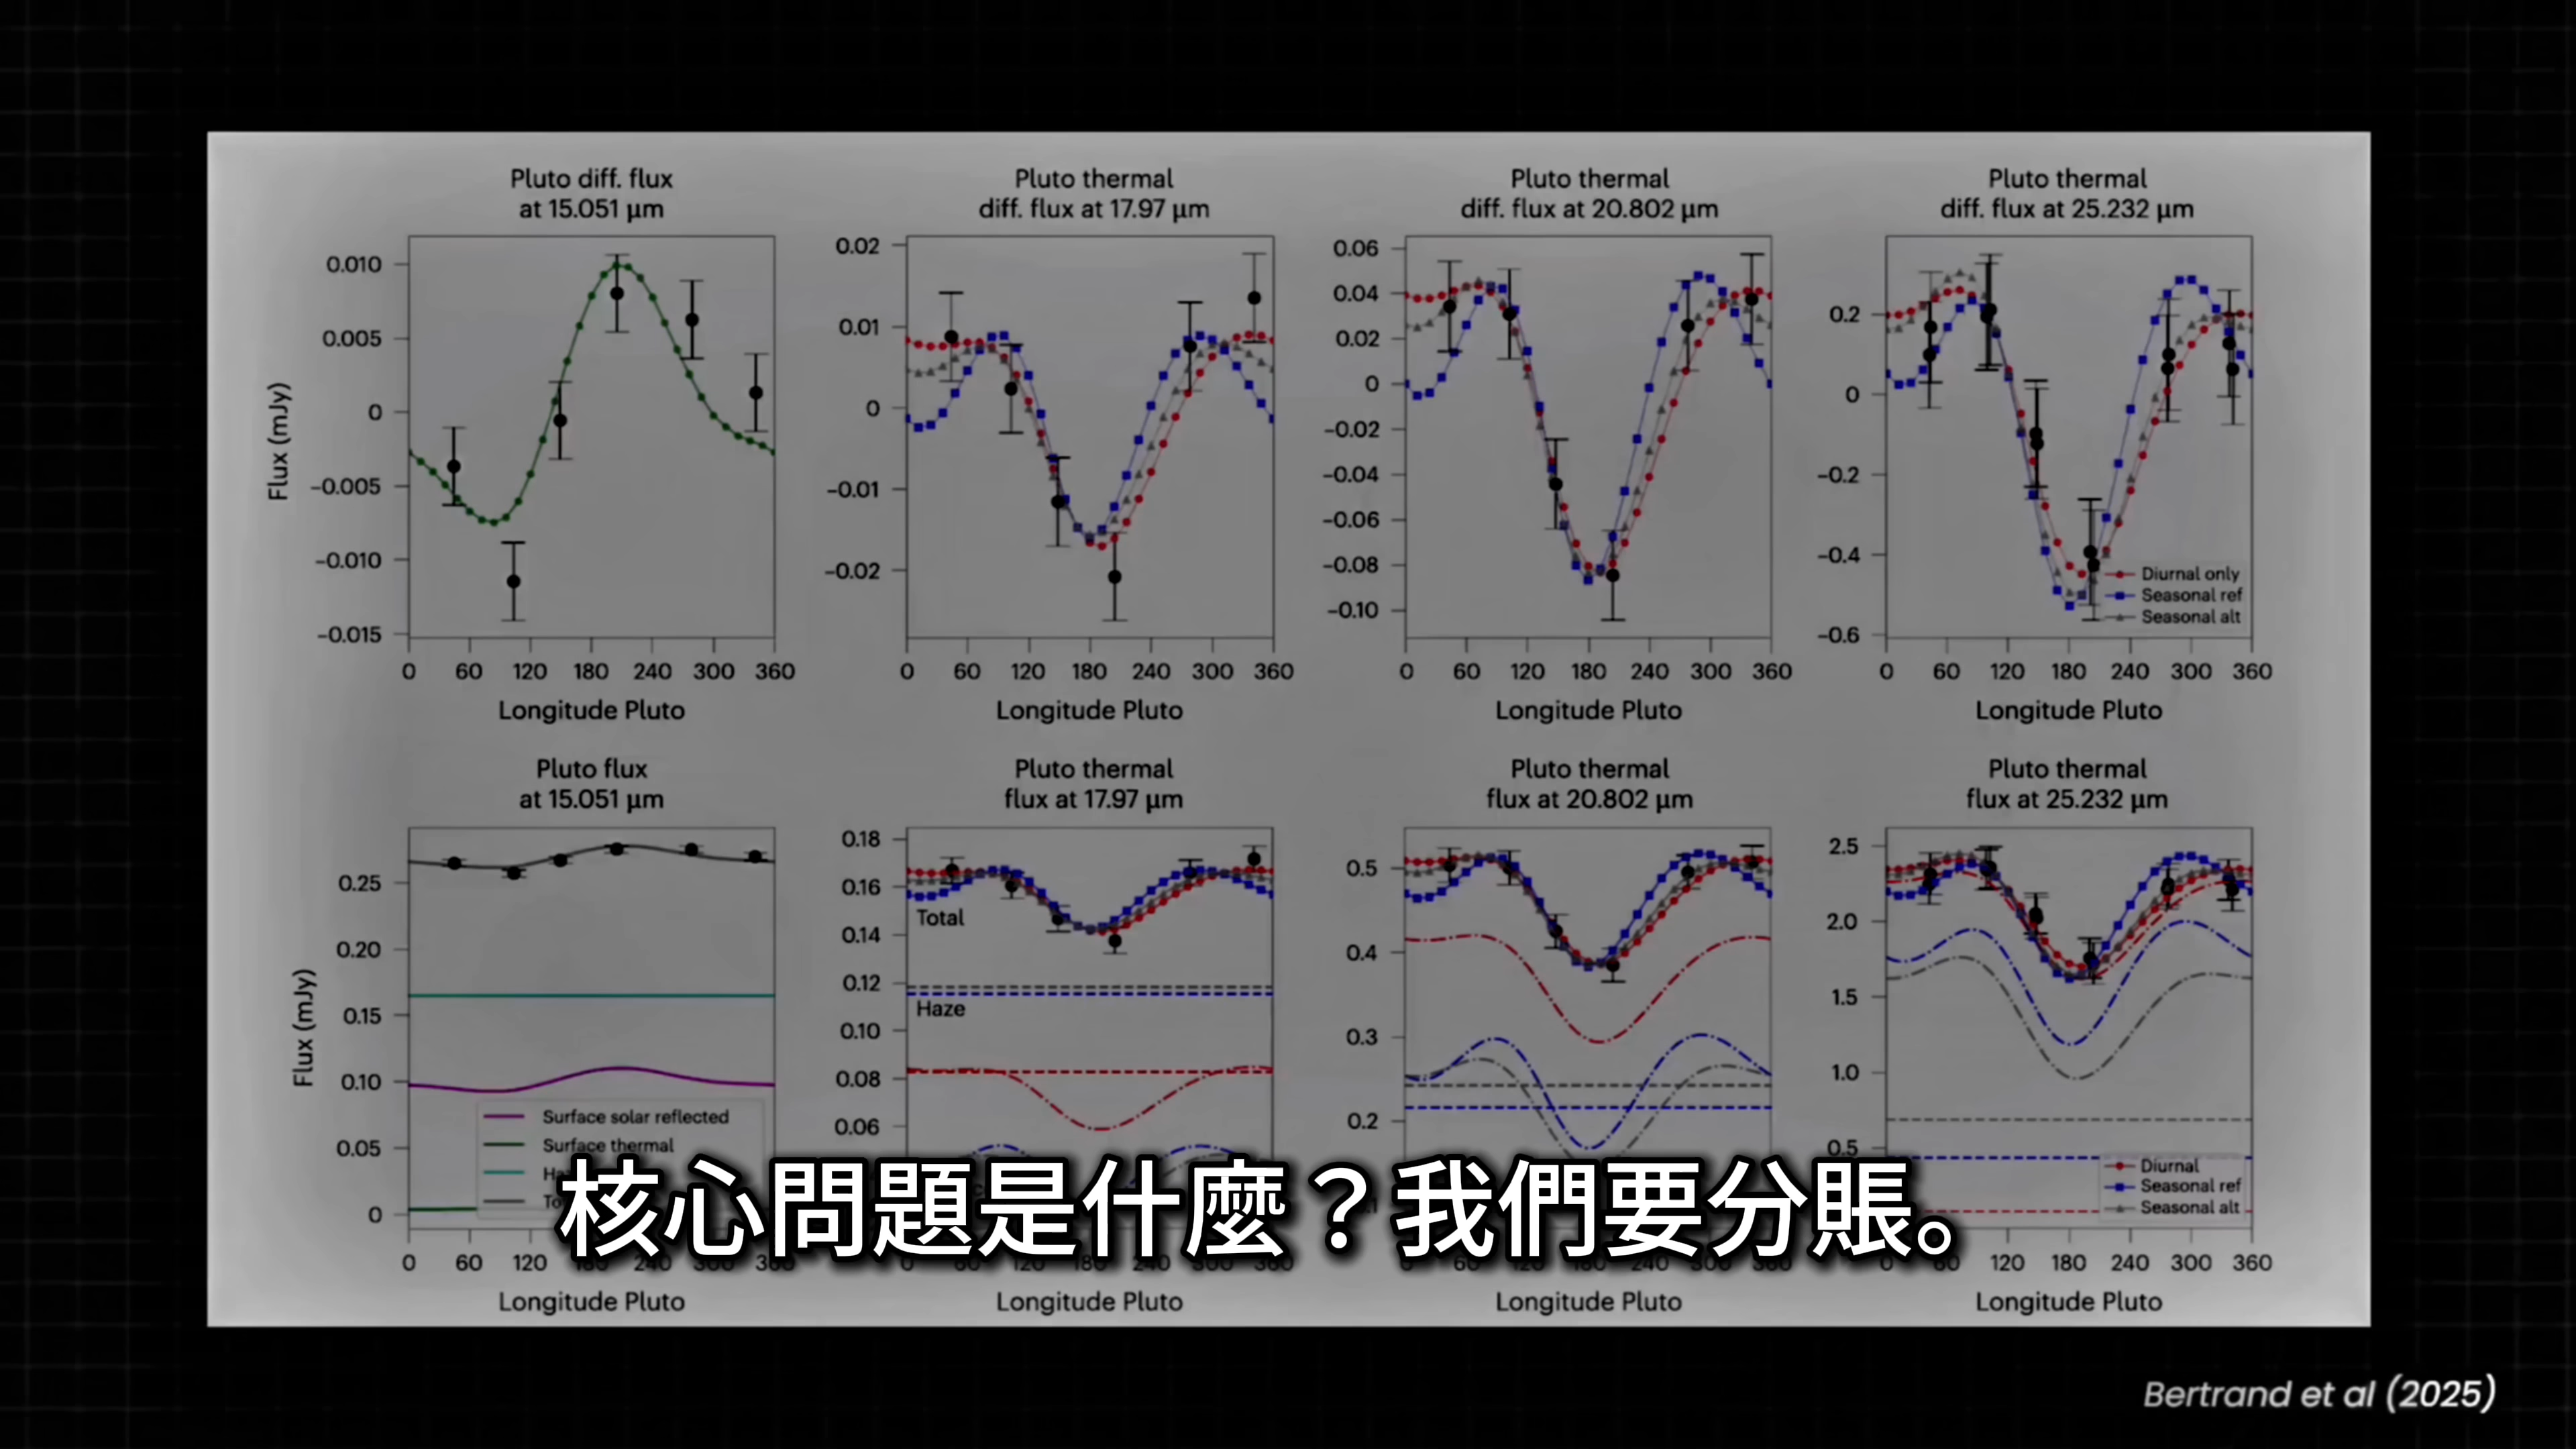 Pluto diff. flux
at 15.051 µm
Pluto thermal
diff. flux at 17.97 µm
Pluto thermal
diff. flux at 20.802 µm
Pluto thermal
diff. flux at 25.232 µm
Flux (mJy)
0.010
0.005
0
−0.005
−0.010
−0.015
0 60 120 180 240 300 360
Longitude Pluto
0.02
0.01
0
−0.01
−0.02
0 60 120 180 240 300 360
Longitude Pluto
0.06
0.04
0.02
0
−0.02
−0.04
−0.06
−0.08
−0.10
0 60 120 180 240 300 360
Longitude Pluto
0.2
0
−0.2
−0.4
−0.6
Diurnal only
Seasonal ref
Seasonal alt
0 60 120 180 240 300 360
Longitude Pluto
Pluto flux
at 15.051 µm
Pluto thermal
flux at 17.97 µm
Pluto thermal
flux at 20.802 µm
Pluto thermal
flux at 25.232 µm
Flux (mJy)
0.25
0.20
0.15
0.10
0.05
0
Surface solar reflected
Surface thermal
0 60 120
Longitude Pluto
0.18
0.16
0.14
0.12
0.10
0.08
0.06
Total
Haze
Longitude Pluto
0.5
0.4
0.3
0.2
Longitude Pluto
2.5
2.0
1.5
1.0
0.5
Diurnal
Seasonal ref
Seasonal alt
120 180 240 300 360
Longitude Pluto
核心問題是什麼？我們要分賬。
Bertrand et al (2025)